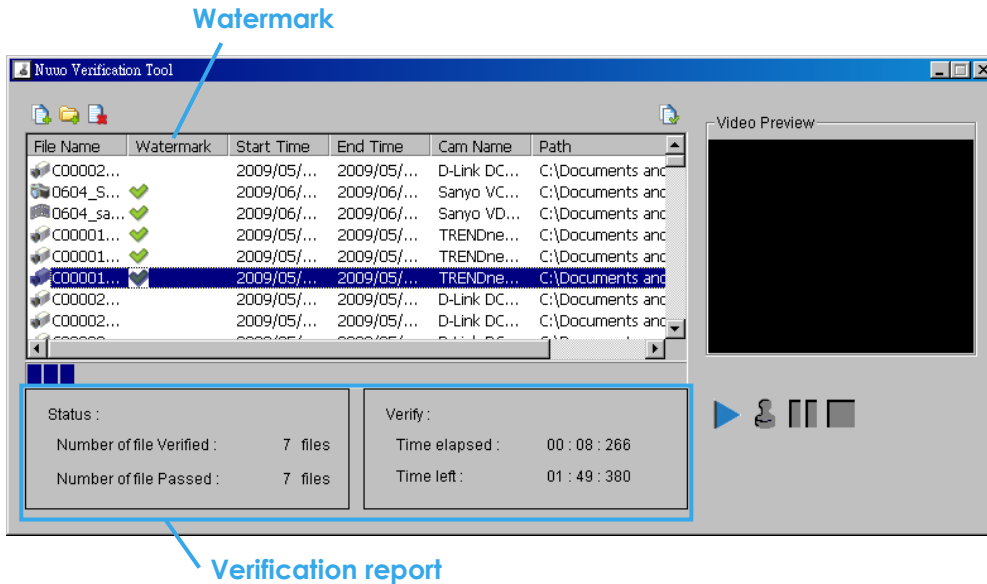 Watermark
Nuuo Verification Tool
Video Preview
File Name Watermark Start Time End Time Cam Name Path
C00002... 2009/05/... 2009/05/... D-Link DC... C:\Documents and
0604_S... 2009/06/... 2009/06/... Sanyo VC... C:\Documents and
0604_sa... 2009/06/... 2009/06/... Sanyo VD... C:\Documents and
C00001... 2009/05/... 2009/05/... TRENDne... C:\Documents and
C00001... 2009/05/... 2009/05/... TRENDne... C:\Documents and
C00001... 2009/05/... 2009/05/... TRENDne... C:\Documents and
C00002... 2009/05/... 2009/05/... D-Link DC... C:\Documents and
C00002... 2009/05/... 2009/05/... D-Link DC... C:\Documents and
Status :
Number of file Verified : 7 files
Number of file Passed : 7 files
Verify :
Time elapsed : 00 : 08 : 266
Time left : 01 : 49 : 380
Verification report